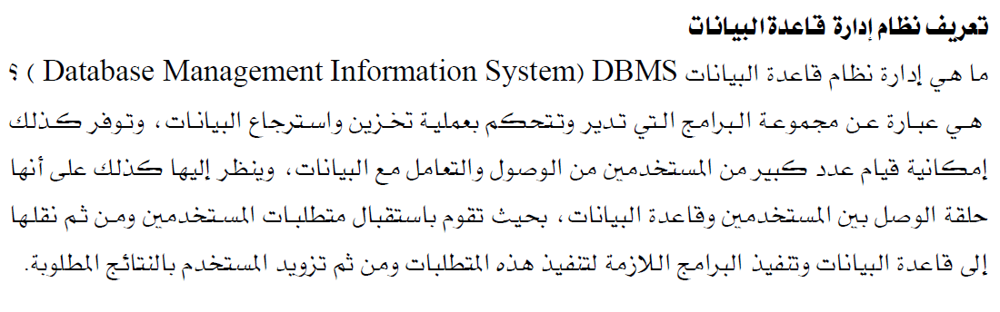 تعريف نظام إدارة قاعدة البيانات
ما هي إدارة نظام قاعدة البيانات DBMS (Database Management Information System ) ؟
هي عبارة عن مجموعة البرامج التي تدير وتتحكم بعملية تخزين واسترجاع البيانات، وتوفر كذلك
إمكانية قيام عدد كبير من المستخدمين من الوصول والتعامل مع البيانات، وينظر إليها كذلك على أنها
حلقة الوصل بين المستخدمين وقاعدة البيانات، بحيث تقوم باستقبال متطلبات المستخدمين ومن ثم نقلها
إلى قاعدة البيانات وتنفيذ البرامج اللازمة لتنفيذ هذه المتطلبات ومن ثم تزويد المستخدم بالنتائج المطلوبة.